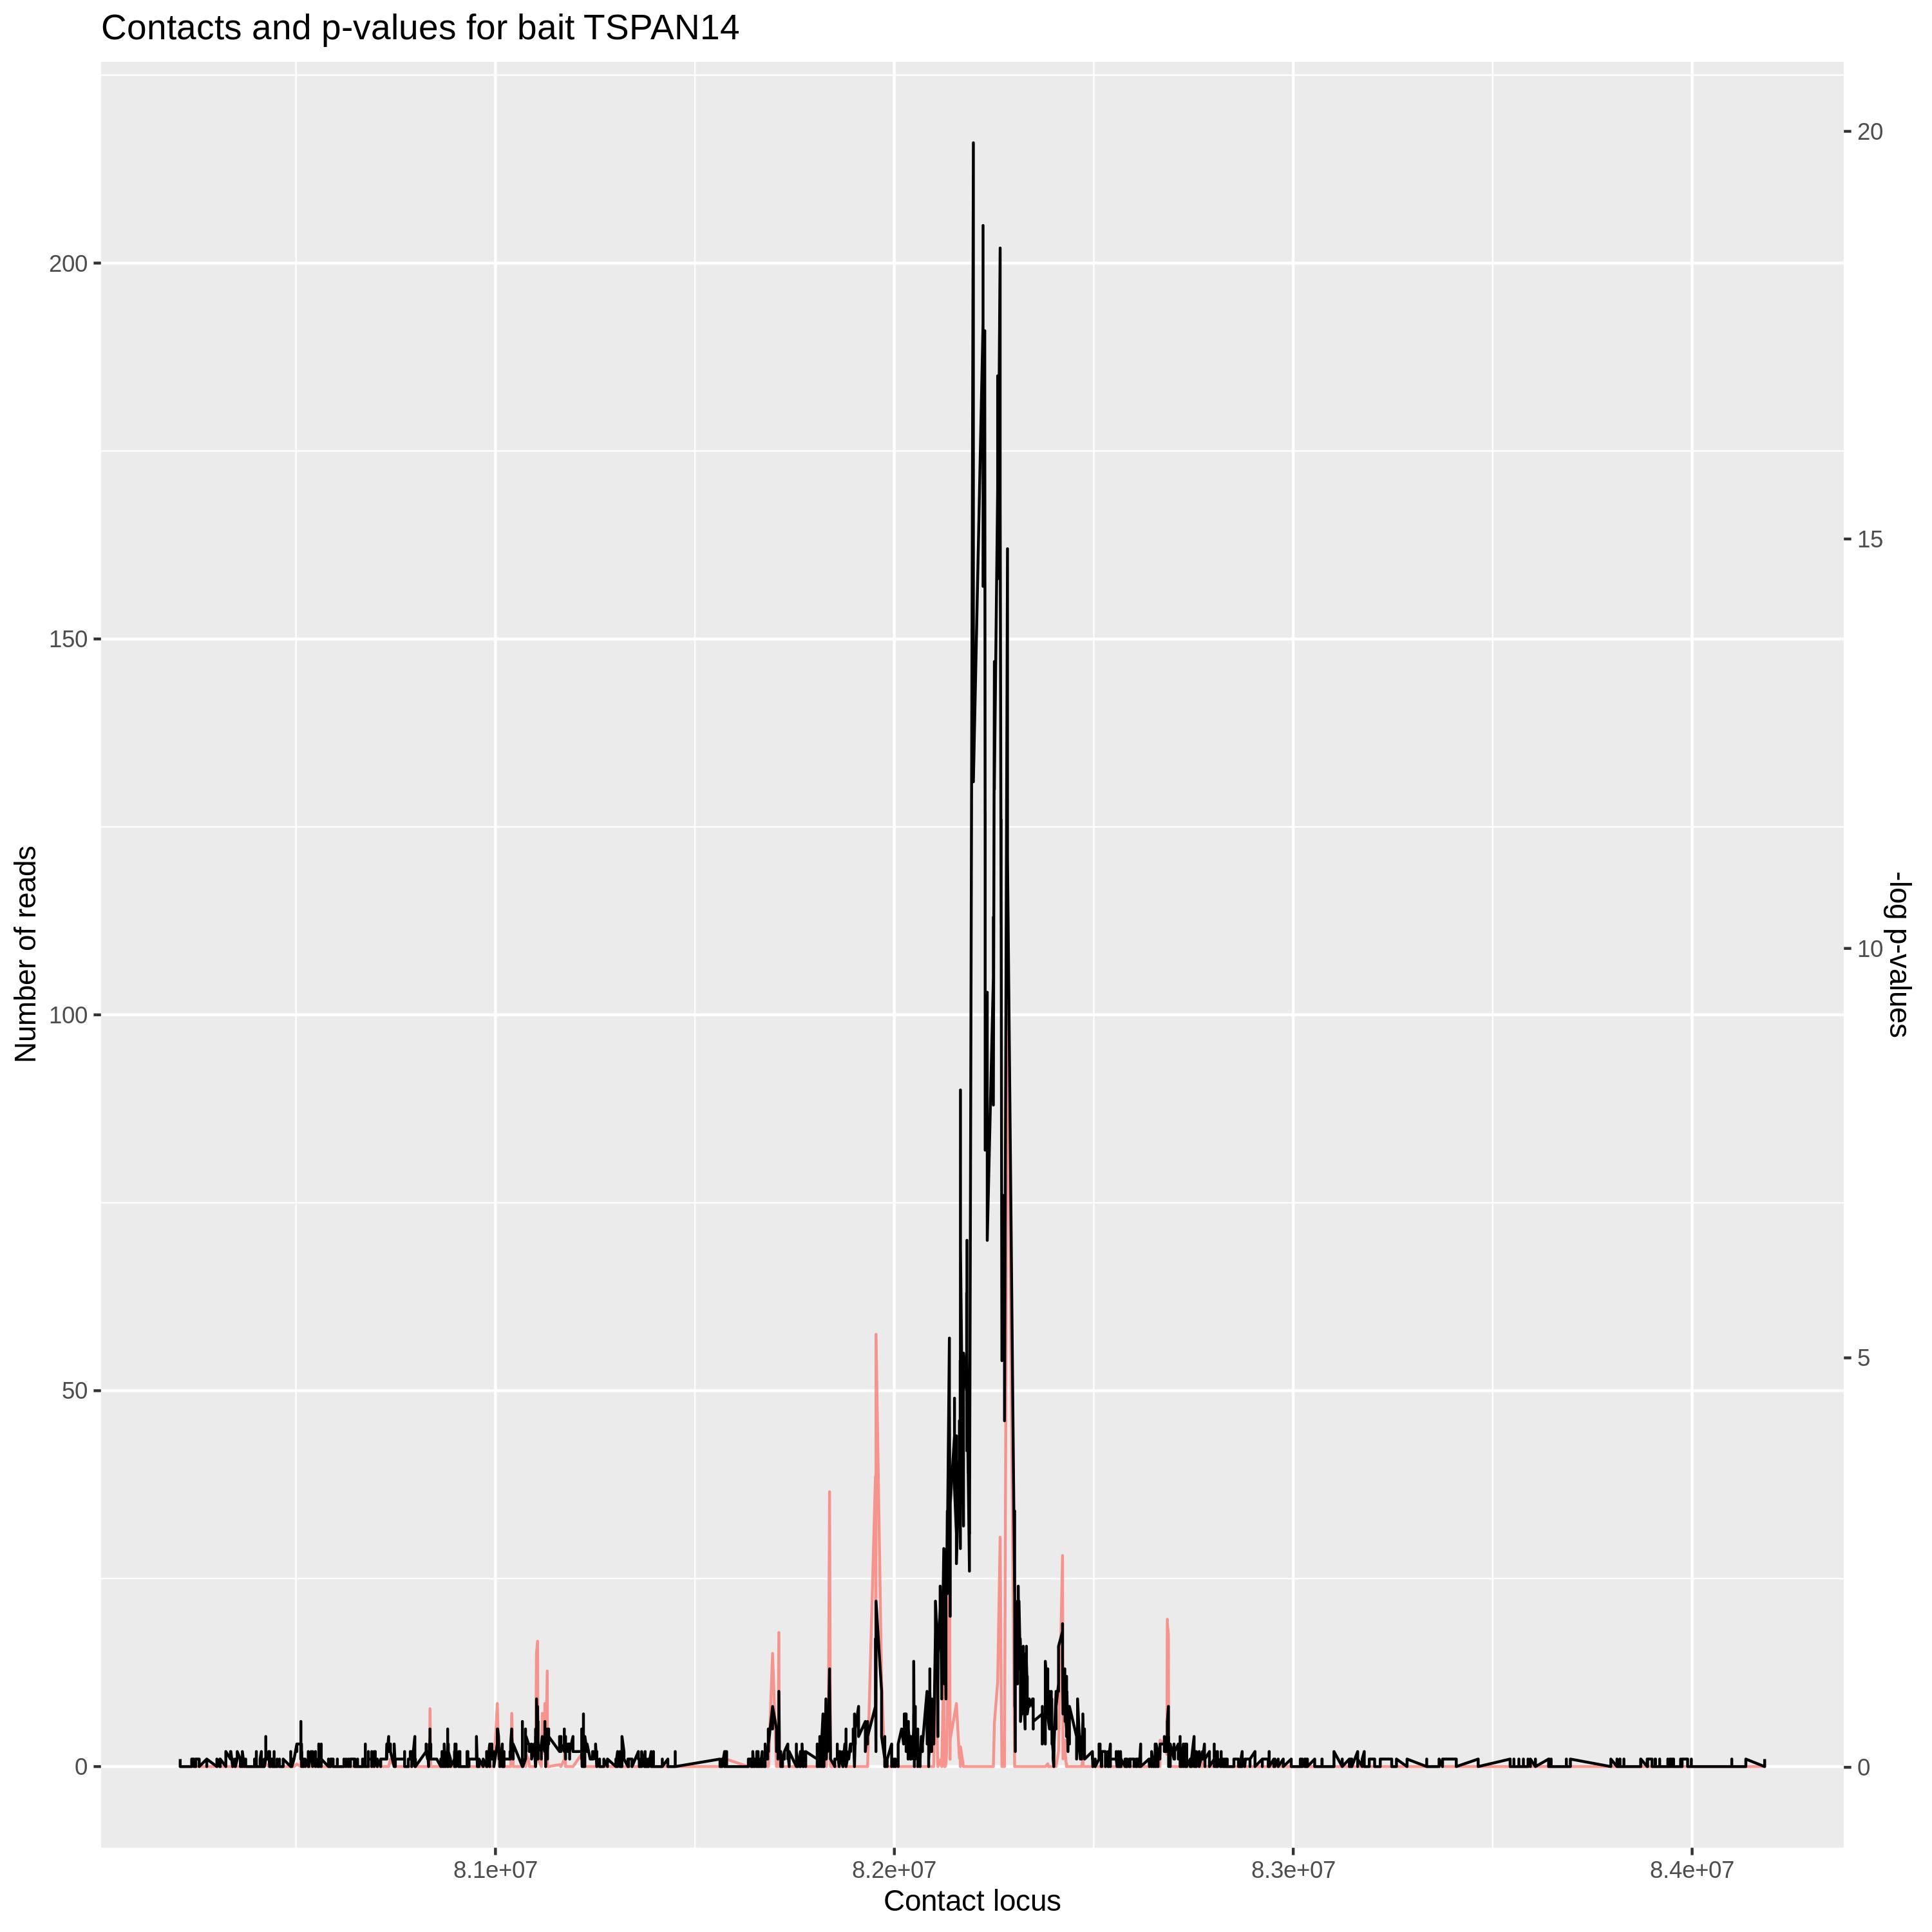 Contacts and p-values for bait TSPAN14
Number of reads
200
150
100
50
0
20
15
10
5
0
-log p-values
8.1e+07
8.2e+07
8.3e+07
8.4e+07
Contact locus